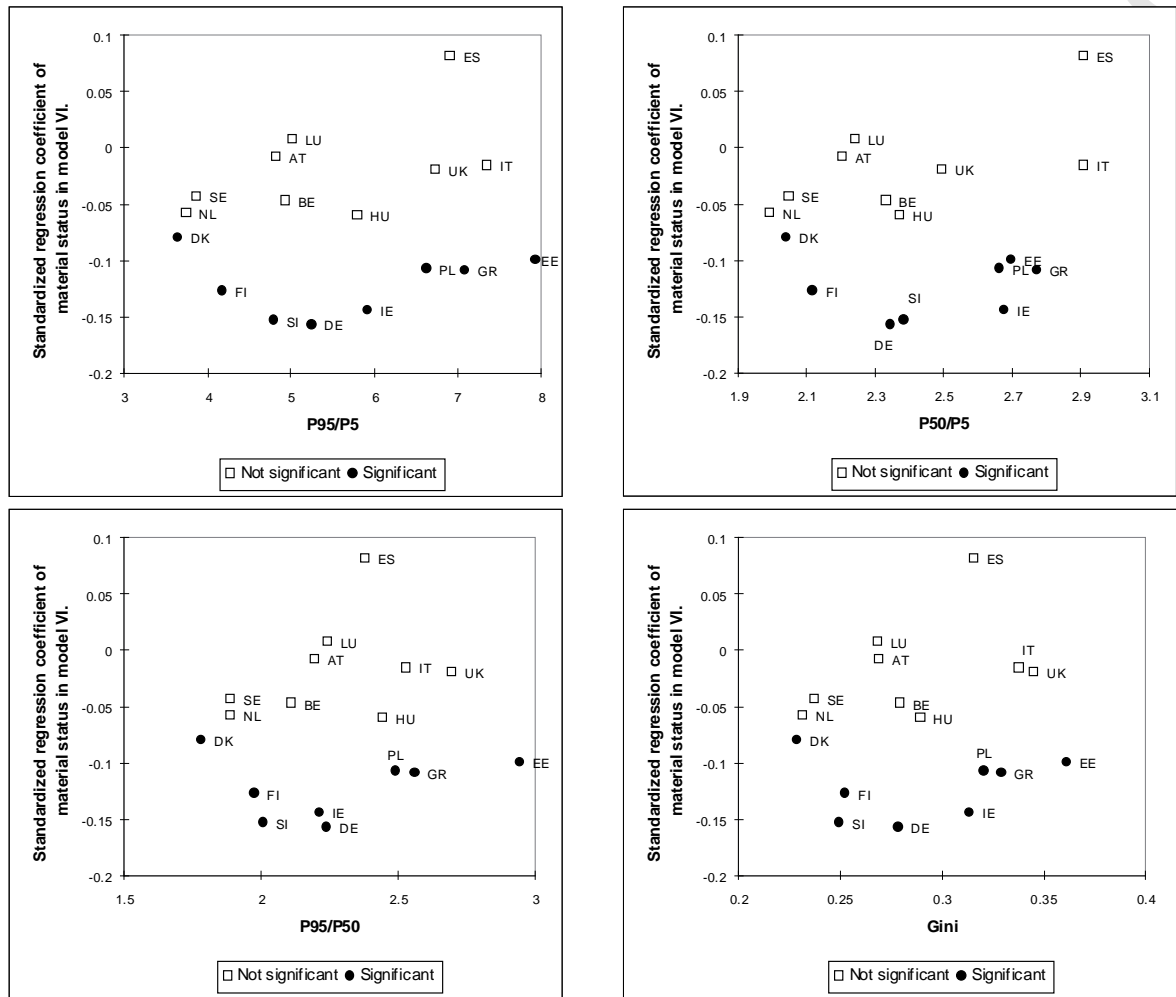 Standardized regression coefficient of
material status in model VI.
0.1
0.05
0
-0.05
-0.1
-0.15
-0.2
ES
LU
AT
UK
IT
SE
BE
NL
HU
DK
EE
PL
GR
FI
IE
SI
DE
3 4 5 6 7 8
P95/P5
Not significant Significant
Standardized regression coefficient of
material status in model VI.
0.1
0.05
0
-0.05
-0.1
-0.15
-0.2
ES
LU
AT
UK
IT
SE
BE
NL
HU
DK
EE
PL
GR
FI
SI
IE
DE
1.9 2.1 2.3 2.5 2.7 2.9 3.1
P50/P5
Not significant Significant
Standardized regression coefficient of
material status in model VI.
0.1
0.05
0
-0.05
-0.1
-0.15
-0.2
ES
LU
AT
IT
UK
SE
BE
NL
HU
DK
PL
EE
GR
FI
IE
SI
DE
1.5 2 2.5 3
P95/P50
Not significant Significant
Standardized regression coefficient of
material status in model VI.
0.1
0.05
0
-0.05
-0.1
-0.15
-0.2
ES
LU
IT
AT
UK
SE
BE
NL
HU
DK
PL
EE
GR
FI
IE
SI
DE
0.2 0.25 0.3 0.35 0.4
Gini
Not significant Significant